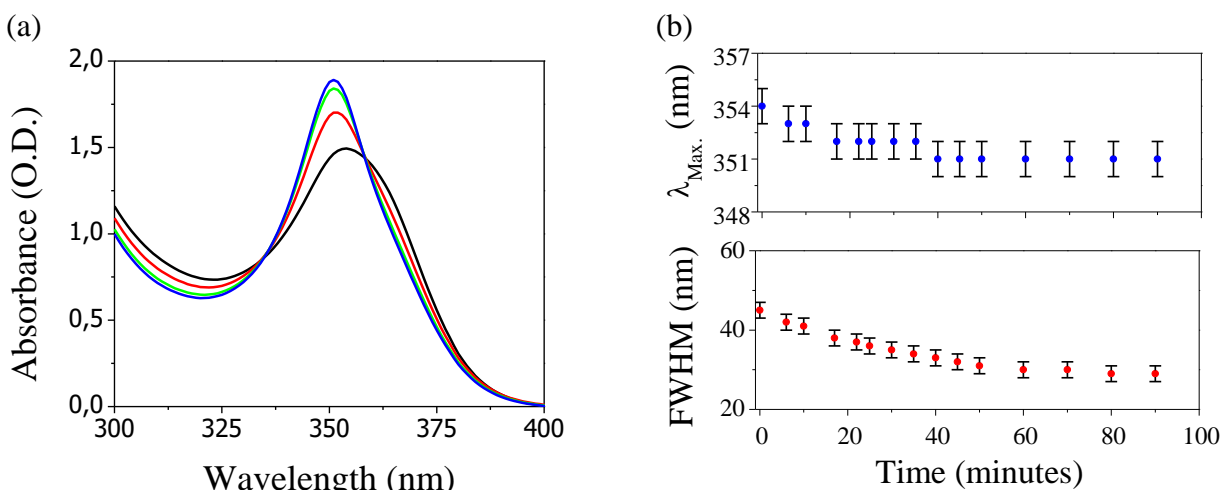 (a)
2,0
1,5
1,0
0,5
0,0
Absorbance (O.D.)
300 325 350 375 400
Wavelength (nm)
(b)
357
354
351
348
λMax. (nm)
60
40
20
FWHM (nm)
0 20 40 60 80 100
Time (minutes)